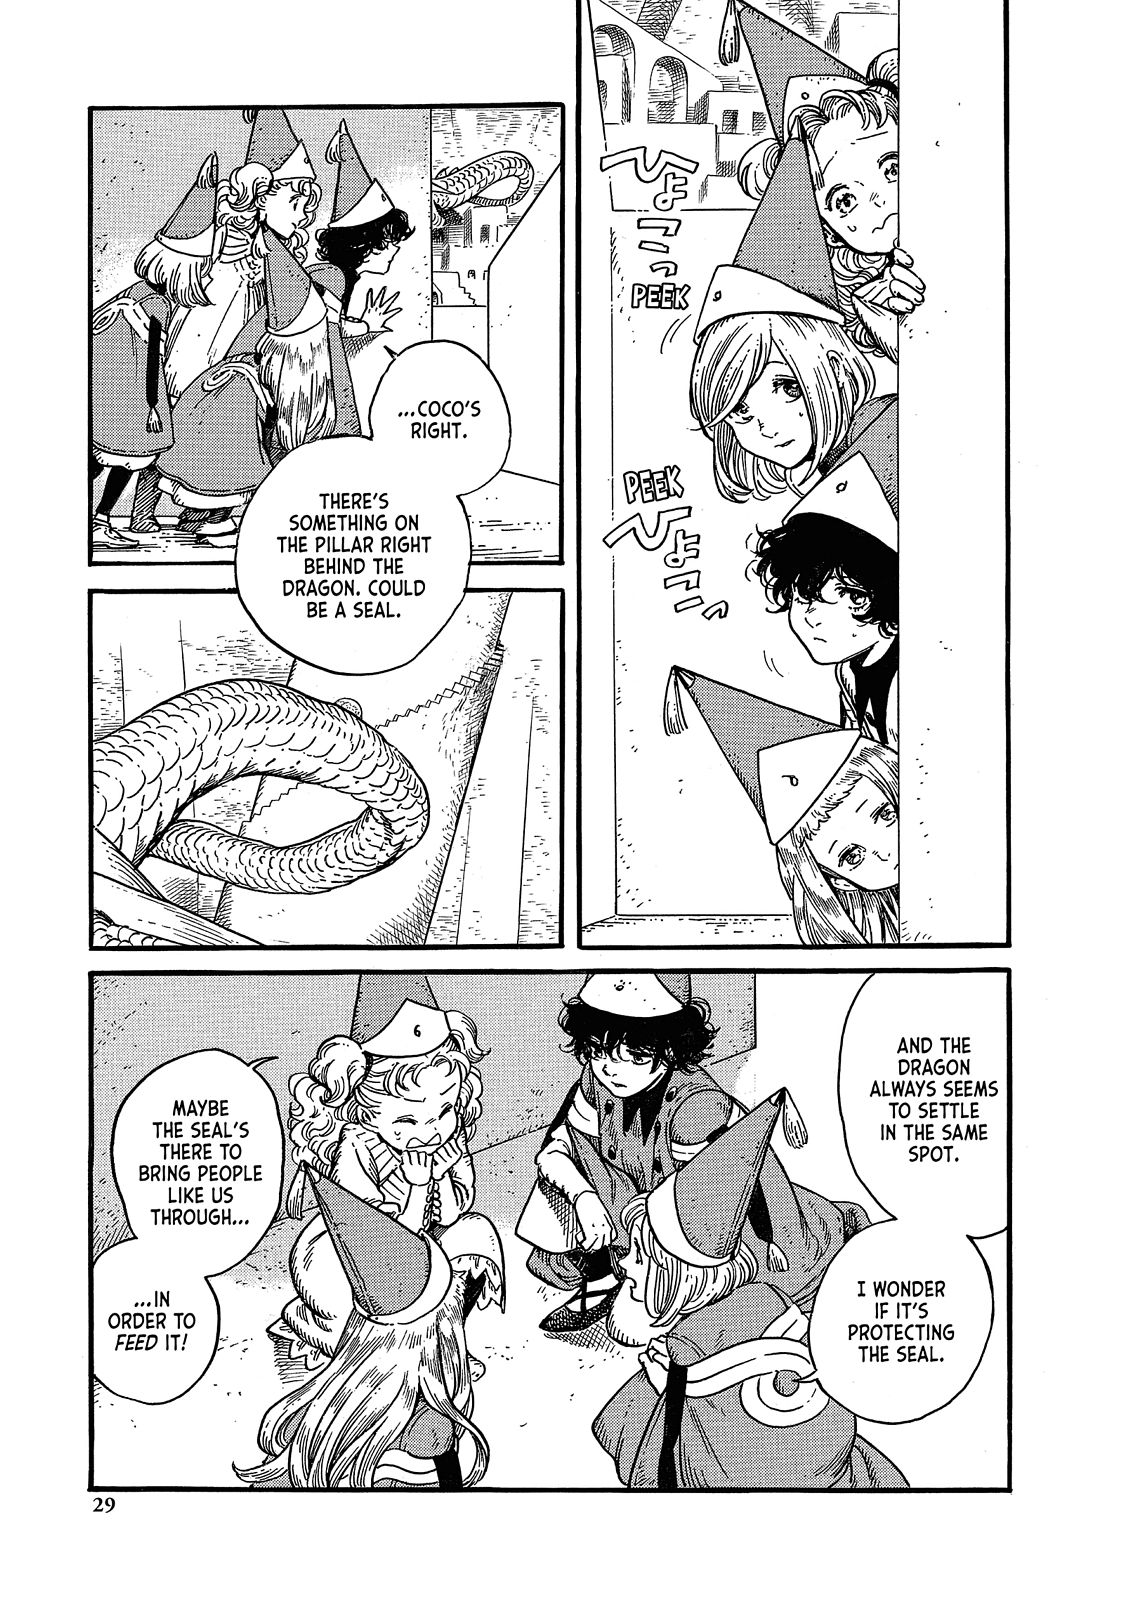 ひょこっ
PEEK
PEEK
ひょこっ
...COCO'S
RIGHT.
THERE'S
SOMETHING ON
THE PILLAR RIGHT
BEHIND THE
DRAGON. COULD
BE A SEAL.
AND THE
DRAGON
ALWAYS SEEMS
TO SETTLE
IN THE SAME
SPOT.
I WONDER
IF IT'S
PROTECTING
THE SEAL.
MAYBE
THE SEAL'S
THERE TO
BRING PEOPLE
LIKE US
THROUGH...
...IN
ORDER TO
FEED IT!
29